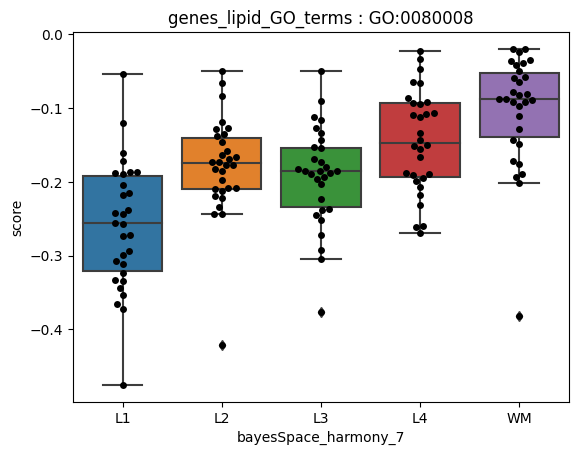 genes_lipid_GO_terms : GO:0080008
0.0
−0.1
−0.2
−0.3
−0.4
score
L1 L2 L3 L4 WM
bayesSpace_harmony_7